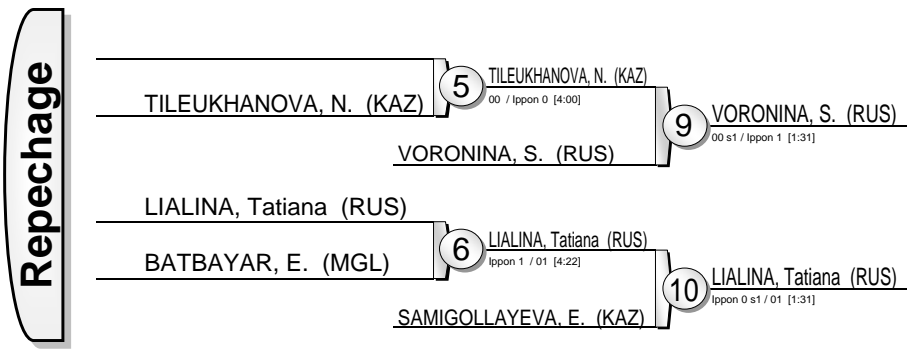 Repechage
TILEUKHANOVA, N. (KAZ)
5
TILEUKHANOVA, N. (KAZ)
00 / Ippon 0 [4:00]
VORONINA, S. (RUS)
9
VORONINA, S. (RUS)
00 s1 / Ippon 1 [1:31]
LIALINA, Tatiana (RUS)
BATBAYAR, E. (MGL)
6
LIALINA, Tatiana (RUS)
Ippon 1 / 01 [4:22]
SAMIGOLLAYEVA, E. (KAZ)
10
LIALINA, Tatiana (RUS)
Ippon 0 s1 / 01 [1:31]